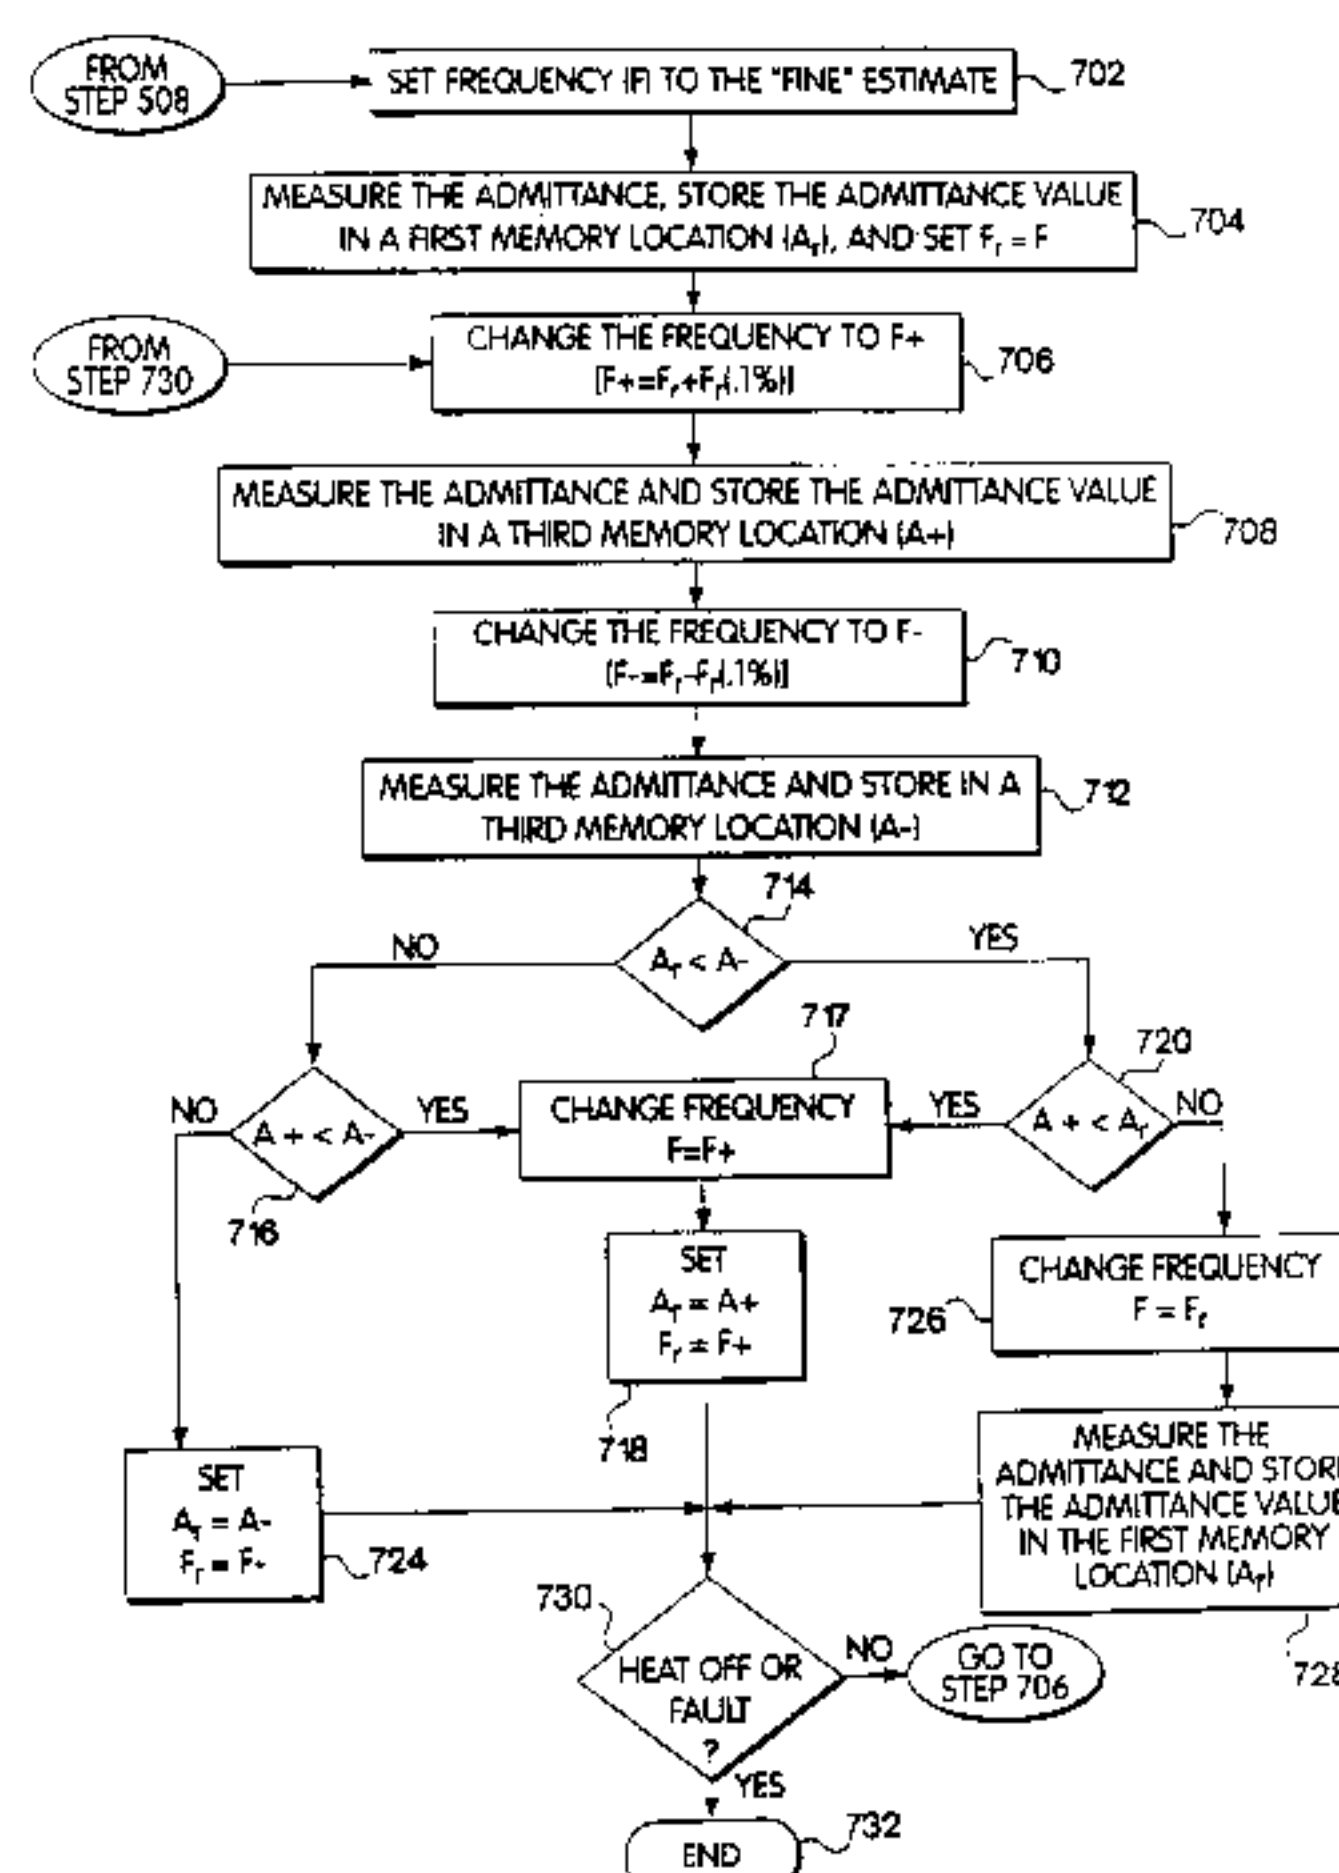 FROM
STEP 508
SET FREQUENCY (F) TO THE "FINE" ESTIMATE
702
MEASURE THE ADMITTANCE, STORE THE ADMITTANCE VALUE
IN A FIRST MEMORY LOCATION (Ar), AND SET Fr = F
704
FROM
STEP 730
CHANGE THE FREQUENCY TO F+
[F+=Fr+Fr(.1%)]
706
MEASURE THE ADMITTANCE AND STORE THE ADMITTANCE VALUE
IN A THIRD MEMORY LOCATION (A+)
708
CHANGE THE FREQUENCY TO F-
[F-=Fr-Fr(.1%)]
710
MEASURE THE ADMITTANCE AND STORE IN A
THIRD MEMORY LOCATION (A-)
712
714
NO
Ar < A-
YES
717
720
NO
A+ < A-
YES
CHANGE FREQUENCY
F=F+
YES
A+ < Ar
NO
716
SET
Ar = A+
Fr = F+
718
CHANGE FREQUENCY
F = Fr
726
SET
Ar = A-
Fr = F-
724
MEASURE THE
ADMITTANCE AND STORE
THE ADMITTANCE VALUE
IN THE FIRST MEMORY
LOCATION (Ar)
728
730
HEAT OFF OR
FAULT
?
NO
GO TO
STEP 706
YES
END
732